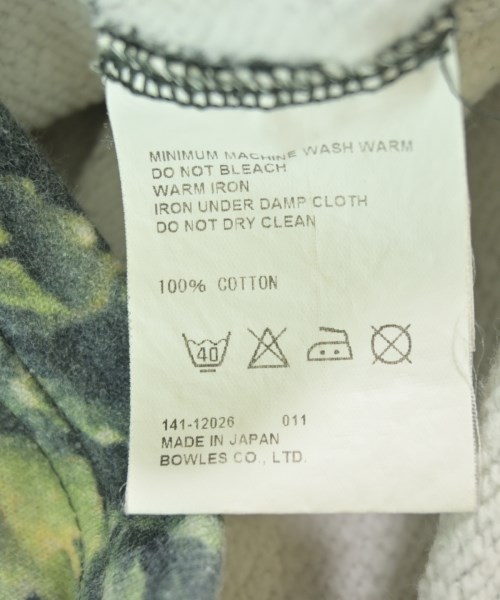 MINIMUM MACHINE WASH WARM
DO NOT BLEACH
WARM IRON
IRON UNDER DAMP CLOTH
DO NOT DRY CLEAN
100% COTTON
40
141-12026 011
MADE IN JAPAN
BOWLES CO., LTD.